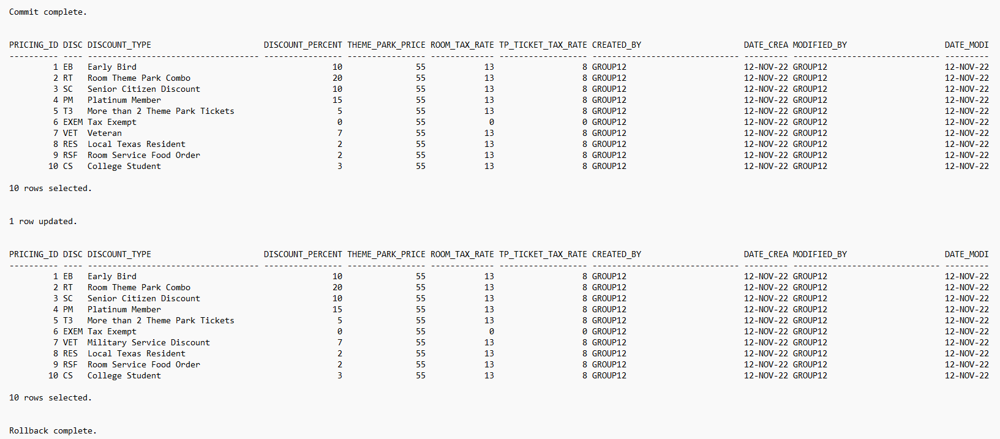 Commit complete.
PRICING_ID DISC DISCOUNT_TYPE                       DISCOUNT_PERCENT THEME_PARK_PRICE ROOM_TAX_RATE TP_TICKET_TAX_RATE CREATED_BY                     DATE_CREA MODIFIED_BY                    DATE_MODI
---------- ---- ----------------------------------- ---------------- ---------------- ------------- ------------------ ------------------------------ --------- ------------------------------ ---------
         1 EB   Early Bird                                        10               55            13                  8 GROUP12                        12-NOV-22 GROUP12                        12-NOV-22
         2 RT   Room Theme Park Combo                             20               55            13                  8 GROUP12                        12-NOV-22 GROUP12                        12-NOV-22
         3 SC   Senior Citizen Discount                           10               55            13                  8 GROUP12                        12-NOV-22 GROUP12                        12-NOV-22
         4 PM   Platinum Member                                   15               55            13                  8 GROUP12                        12-NOV-22 GROUP12                        12-NOV-22
         5 T3   More than 2 Theme Park Tickets                     5               55            13                  8 GROUP12                        12-NOV-22 GROUP12                        12-NOV-22
         6 EXEM Tax Exempt                                         0               55             0                  0 GROUP12                        12-NOV-22 GROUP12                        12-NOV-22
         7 VET  Veteran                                            7               55            13                  8 GROUP12                        12-NOV-22 GROUP12                        12-NOV-22
         8 RES  Local Texas Resident                               2               55            13                  8 GROUP12                        12-NOV-22 GROUP12                        12-NOV-22
         9 RSF  Room Service Food Order                            2               55            13                  8 GROUP12                        12-NOV-22 GROUP12                        12-NOV-22
        10 CS   College Student                                    3               55            13                  8 GROUP12                        12-NOV-22 GROUP12                        12-NOV-22
10 rows selected.
1 row updated.
PRICING_ID DISC DISCOUNT_TYPE                       DISCOUNT_PERCENT THEME_PARK_PRICE ROOM_TAX_RATE TP_TICKET_TAX_RATE CREATED_BY                     DATE_CREA MODIFIED_BY                    DATE_MODI
---------- ---- ----------------------------------- ---------------- ---------------- ------------- ------------------ ------------------------------ --------- ------------------------------ ---------
         1 EB   Early Bird                                        10               55            13                  8 GROUP12                        12-NOV-22 GROUP12                        12-NOV-22
         2 RT   Room Theme Park Combo                             20               55            13                  8 GROUP12                        12-NOV-22 GROUP12                        12-NOV-22
         3 SC   Senior Citizen Discount                           10               55            13                  8 GROUP12                        12-NOV-22 GROUP12                        12-NOV-22
         4 PM   Platinum Member                                   15               55            13                  8 GROUP12                        12-NOV-22 GROUP12                        12-NOV-22
         5 T3   More than 2 Theme Park Tickets                     5               55            13                  8 GROUP12                        12-NOV-22 GROUP12                        12-NOV-22
         6 EXEM Tax Exempt                                         0               55             0                  0 GROUP12                        12-NOV-22 GROUP12                        12-NOV-22
         7 VET  Military Service Discount                          7               55            13                  8 GROUP12                        12-NOV-22 GROUP12                        12-NOV-22
         8 RES  Local Texas Resident                               2               55            13                  8 GROUP12                        12-NOV-22 GROUP12                        12-NOV-22
         9 RSF  Room Service Food Order                            2               55            13                  8 GROUP12                        12-NOV-22 GROUP12                        12-NOV-22
        10 CS   College Student                                    3               55            13                  8 GROUP12                        12-NOV-22 GROUP12                        12-NOV-22
10 rows selected.
Rollback complete.